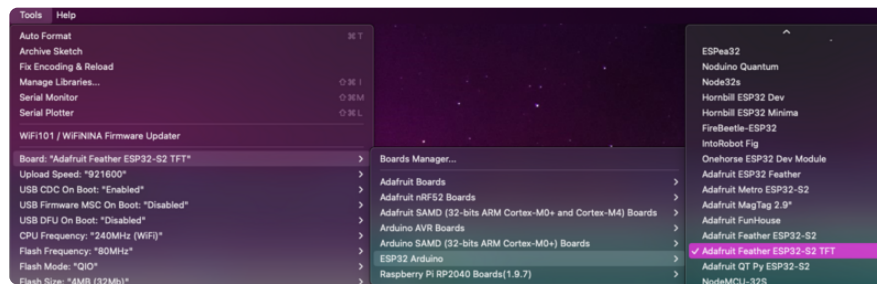 Tools Help
Auto Format ⌘ T
Archive Sketch
Fix Encoding & Reload
Manage Libraries... ⇧ ⌘ I
Serial Monitor ⇧ ⌘ M
Serial Plotter ⇧ ⌘ L
WiFi101 / WiFiNINA Firmware Updater
Board: "Adafruit Feather ESP32-S2 TFT"
Upload Speed: "921600"
USB CDC On Boot: "Enabled"
USB Firmware MSC On Boot: "Disabled"
USB DFU On Boot: "Disabled"
CPU Frequency: "240MHz (WiFi)"
Flash Frequency: "80MHz"
Flash Mode: "QIO"
Flash Size: "4MB (32Mb)"
Boards Manager...
Adafruit Boards
Adafruit nRF52 Boards
Adafruit SAMD (32-bits ARM Cortex-M0+ and Cortex-M4) Boards
Arduino AVR Boards
Arduino SAMD (32-bits ARM Cortex-M0+) Boards
ESP32 Arduino
Raspberry Pi RP2040 Boards(1.9.7)
ESPea32
Noduino Quantum
Node32s
Hornbill ESP32 Dev
Hornbill ESP32 Minima
FireBeetle-ESP32
IntoRobot Fig
Onehorse ESP32 Dev Module
Adafruit ESP32 Feather
Adafruit Metro ESP32-S2
Adafruit MagTag 2.9"
Adafruit FunHouse
Adafruit Feather ESP32-S2
✓ Adafruit Feather ESP32-S2 TFT
Adafruit QT Py ESP32-S2
NodeMCU-32S